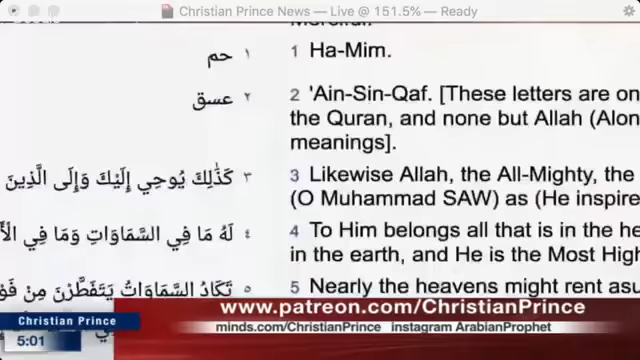 Christian Prince News — Live @ 151.5% — Ready
١ حم
1 Ha-Mim.
٢ عسق
2 'Ain-Sin-Qaf. [These letters are on
the Quran, and none but Allah (Alon
meanings].
٣ كَذَٰلِكَ يُوحِي إِلَيْكَ وَإِلَى الَّذِينَ
3 Likewise Allah, the All-Mighty, the
(O Muhammad SAW) as (He inspire
٤ لَهُ مَا فِي السَّمَاوَاتِ وَمَا فِي الْأَ
4 To Him belongs all that is in the he
in the earth, and He is the Most High
٥ تَكَادُ السَّمَاوَاتُ يَتَفَطَّرْنَ مِنْ فَوْ
5 Nearly the heavens might rent asu
www.patreon.com/ChristianPrince
Christian Prince
minds.com/ChristianPrince instagram ArabianProphet
5:01